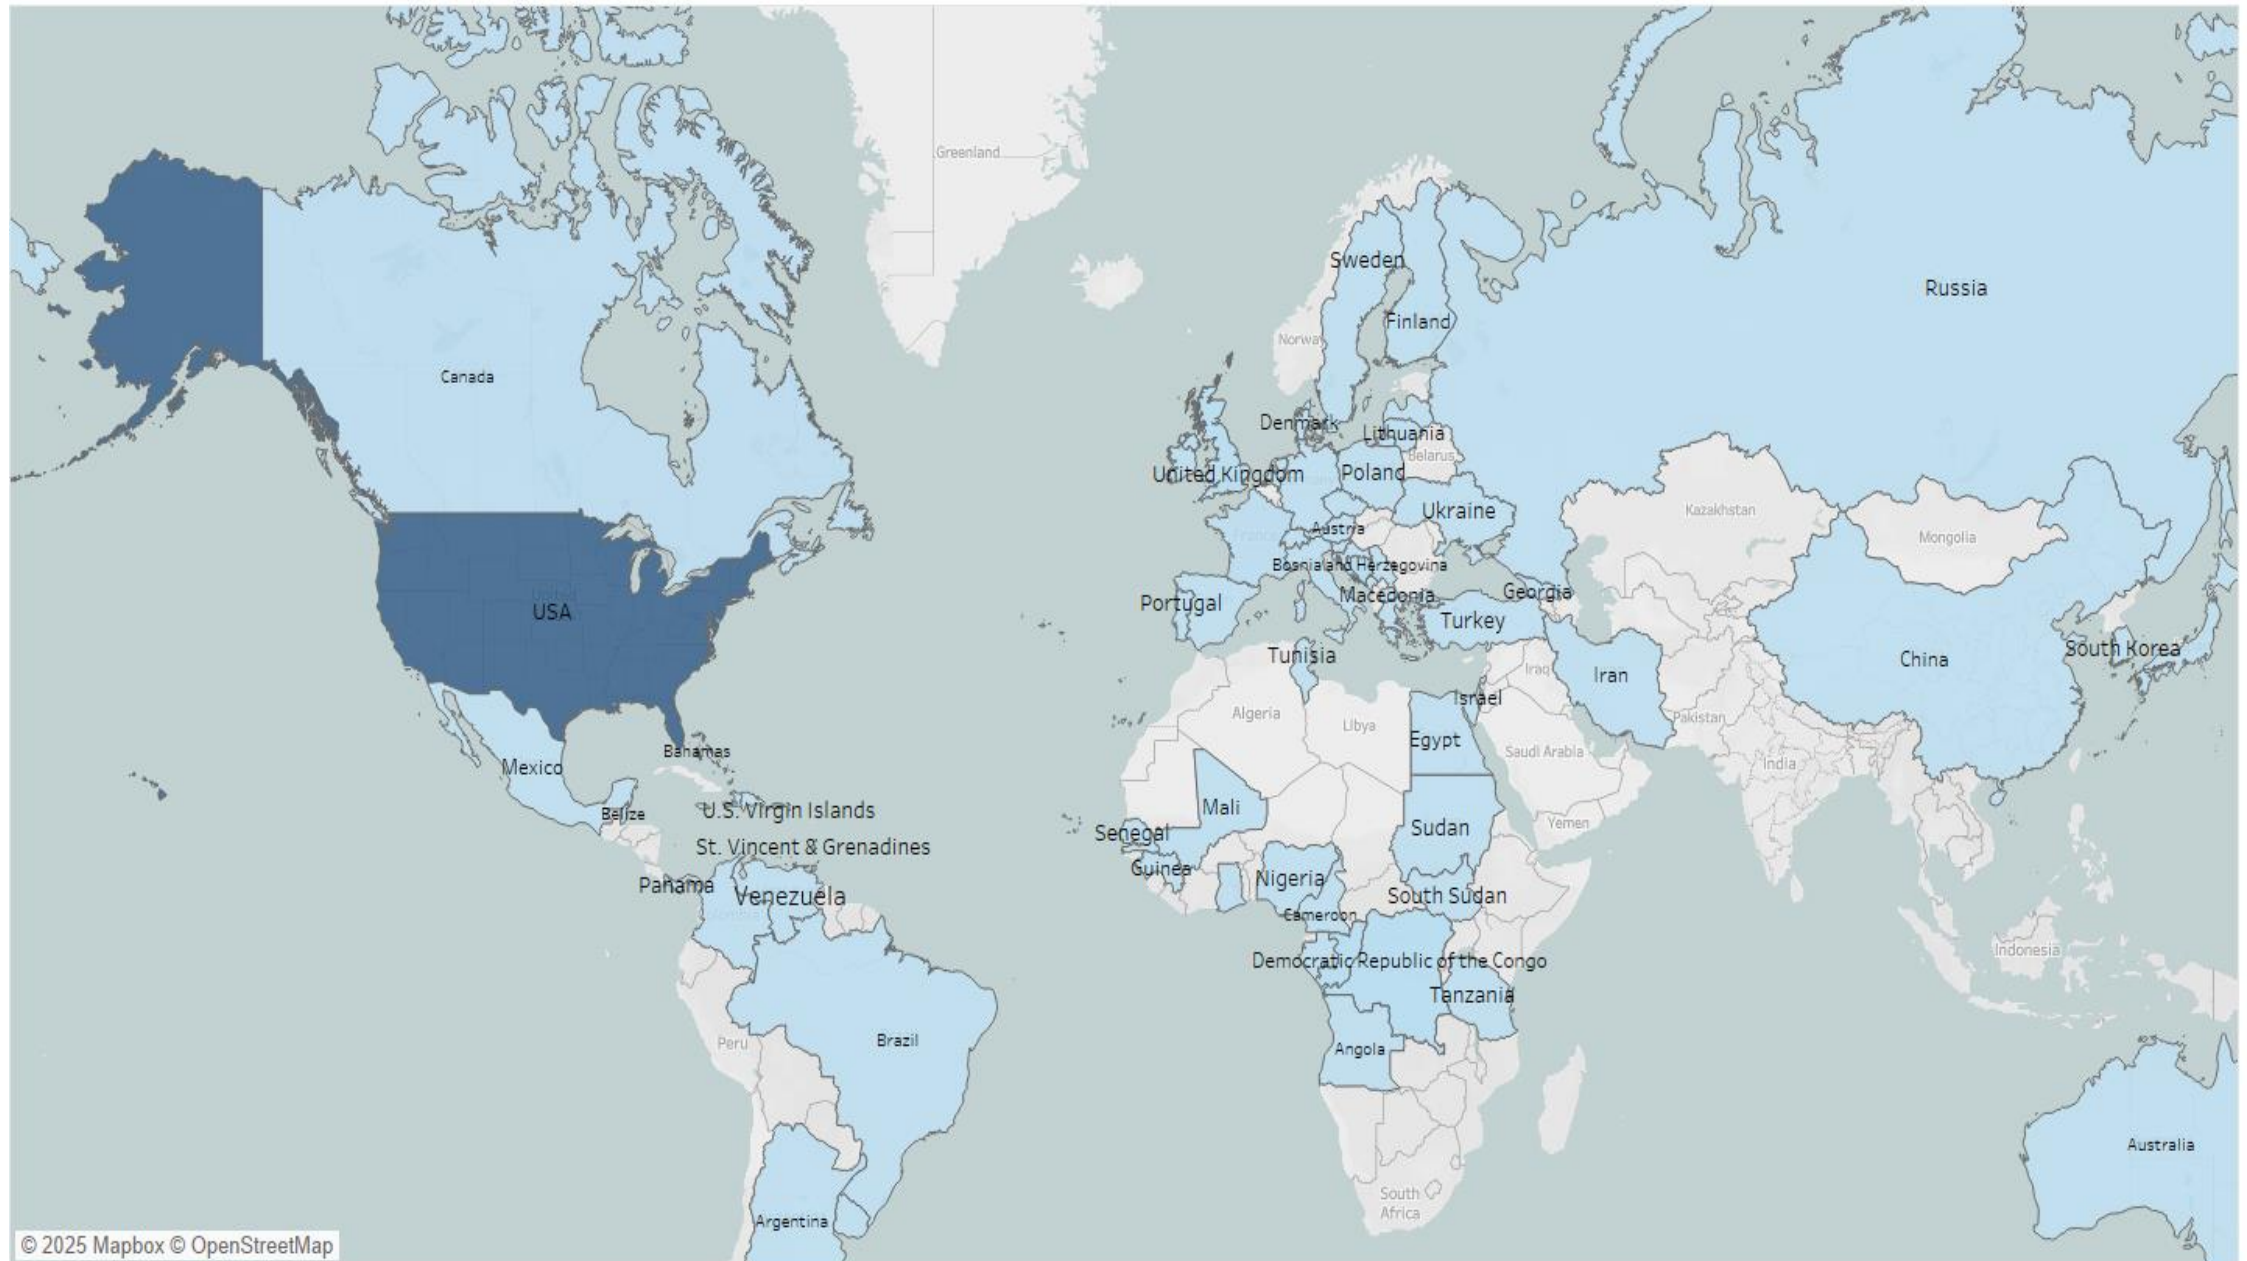 Greenland
Sweden
Russia
Finland
Norwa
Canada
Denmark
Lithuania
Belarus
United Kingdom
Poland
Ukraine
Kazakhstan
Austria
France
Mongolia
Bosnia and Herzegovina
Georgia
Macedonia
United
USA
Portugal
Turkey
South Korea
Tunisia
China
Iraq
Iran
Israel
Algeria
Libya
Pakistan
Egypt
Saudi Arabia
Bahamas
India
Mexico
Mali
U.S. Virgin Islands
Belize
Yemen
Sudan
Senegal
St. Vincent & Grenadines
Guinea
Nigeria
Panama
Venezuela
South Sudan
Cameroon
Indonesia
Democratic Republic of the Congo
Tanzania
Brazil
Peru
Angola
Australia
South
Africa
Argentina
© 2025 Mapbox © OpenStreetMap